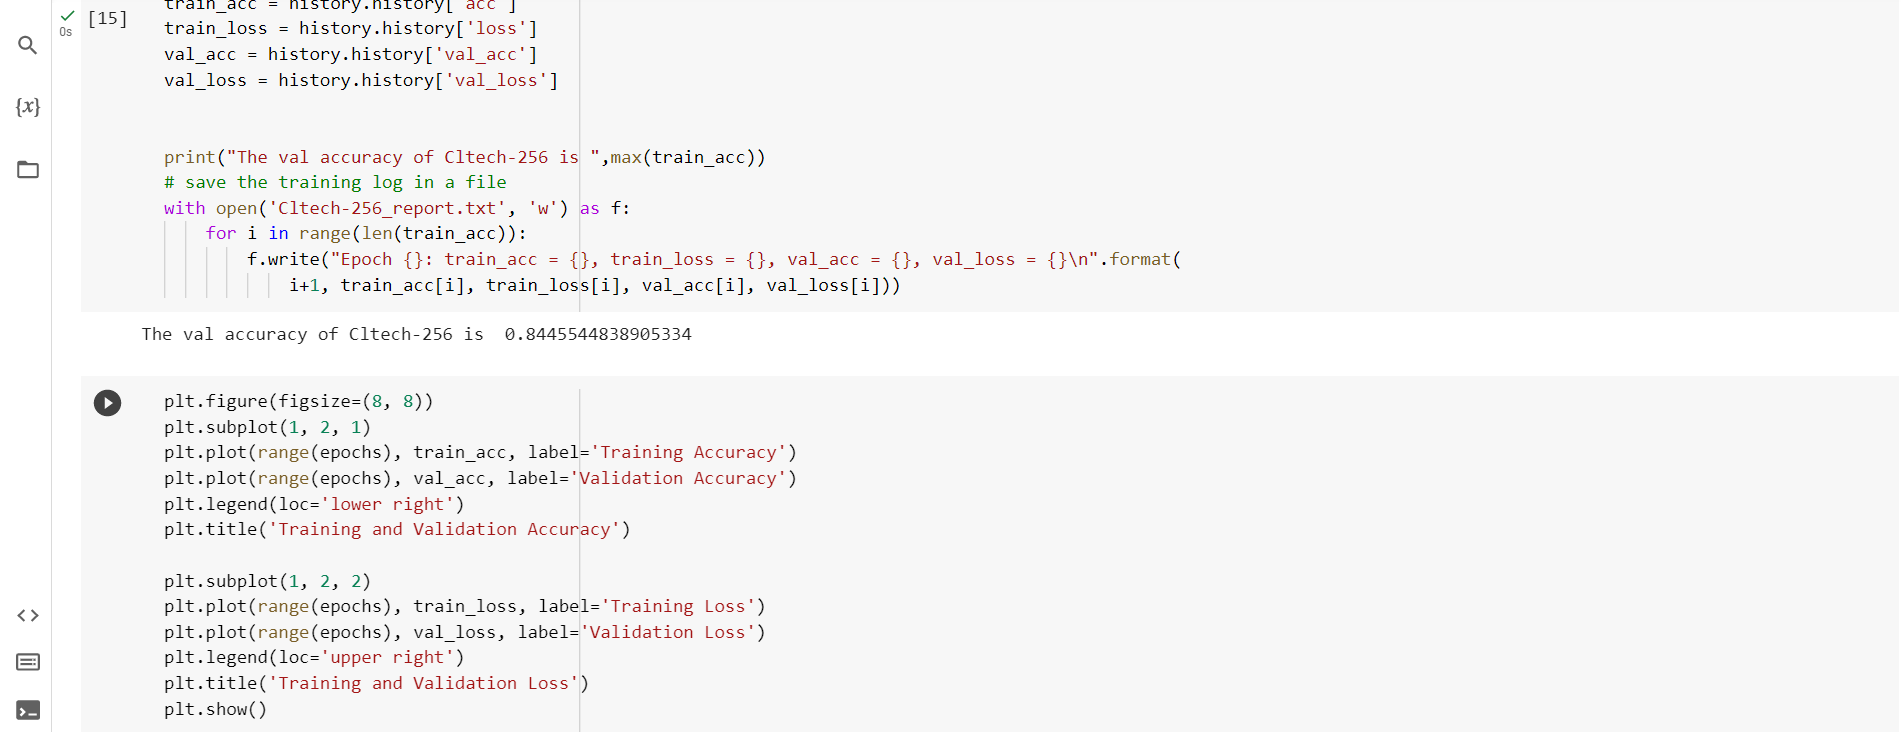 train_acc = history.history['acc']
[15]
0s
train_loss = history.history['loss']
val_acc = history.history['val_acc']
val_loss = history.history['val_loss']
{x}
print("The val accuracy of Cltech-256 is ",max(train_acc))
# save the training log in a file
with open('Cltech-256_report.txt', 'w') as f:
for i in range(len(train_acc)):
f.write("Epoch {}: train_acc = {}, train_loss = {}, val_acc = {}, val_loss = {}\n".format(
i+1, train_acc[i], train_loss[i], val_acc[i], val_loss[i]))
The val accuracy of Cltech-256 is  0.8445544838905334
plt.figure(figsize=(8, 8))
plt.subplot(1, 2, 1)
plt.plot(range(epochs), train_acc, label='Training Accuracy')
plt.plot(range(epochs), val_acc, label='Validation Accuracy')
plt.legend(loc='lower right')
plt.title('Training and Validation Accuracy')
plt.subplot(1, 2, 2)
plt.plot(range(epochs), train_loss, label='Training Loss')
plt.plot(range(epochs), val_loss, label='Validation Loss')
plt.legend(loc='upper right')
plt.title('Training and Validation Loss')
plt.show()